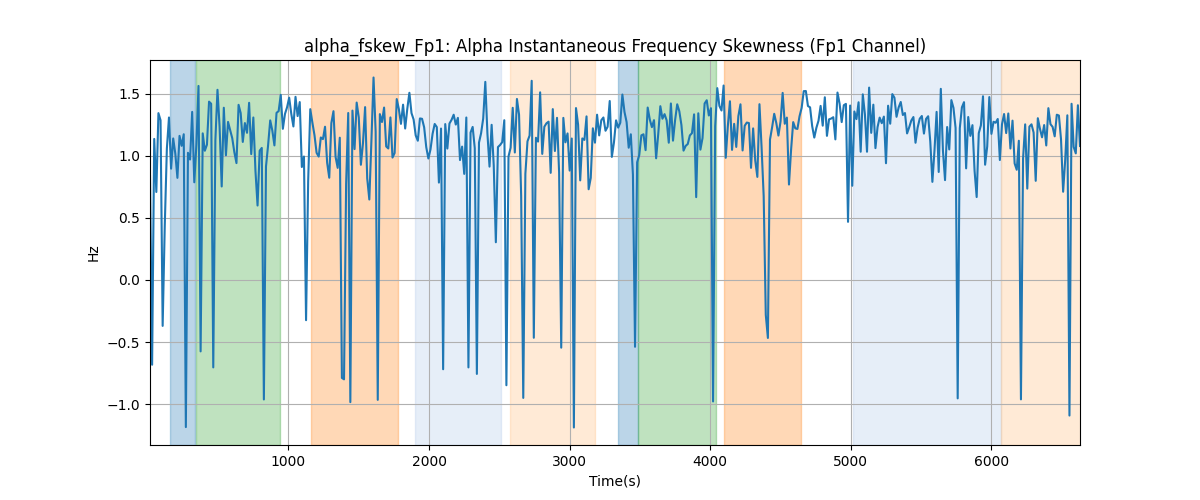 alpha_fskew_Fp1: Alpha Instantaneous Frequency Skewness (Fp1 Channel)
1.5
1.0
0.5
0.0
−0.5
−1.0
Hz
1000 2000 3000 4000 5000 6000
Time(s)